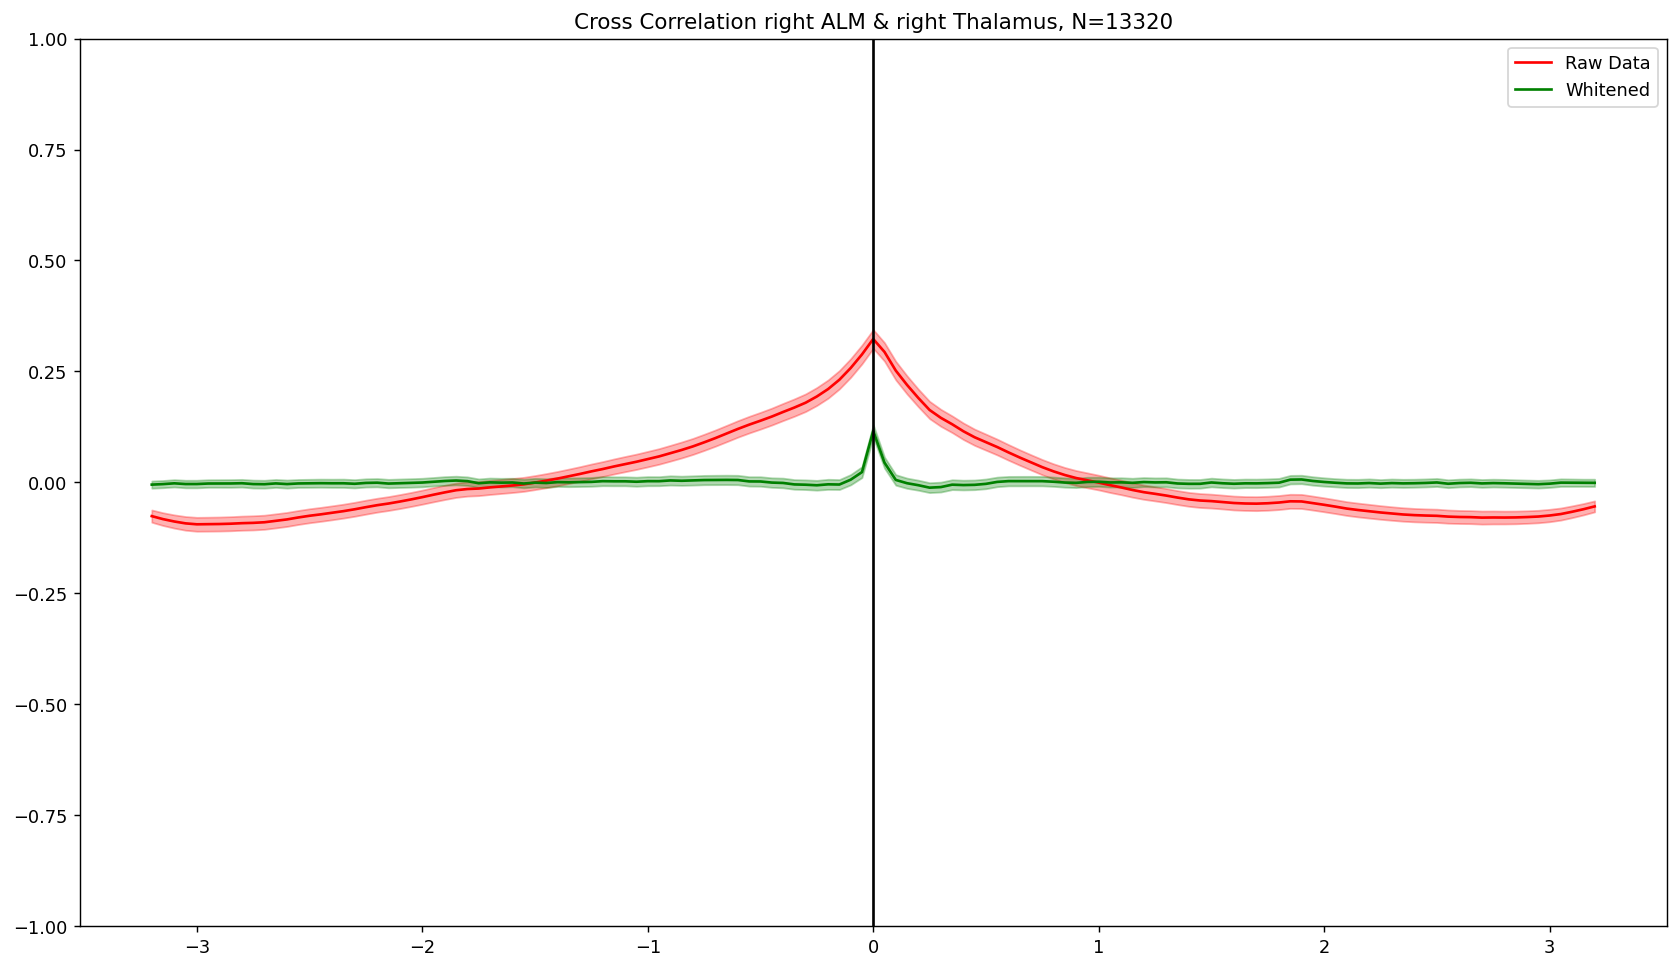 Cross Correlation right ALM & right Thalamus, N=13320
Raw Data
Whitened
1.00
0.75
0.50
0.25
0.00
−0.25
−0.50
−0.75
−1.00
−3 −2 −1 0 1 2 3